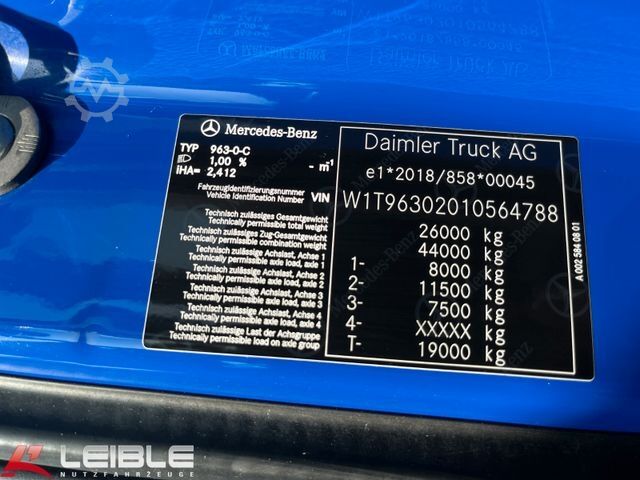 Mercedes-Benz
TYP 963-0-C
1,00 % - m⁻¹
IHA= 2,412
Fahrzeugidentifizierungsnummer
Vehicle Identification Number VIN
Technisch zulässiges Gesamtgewicht
Technically permissible total weight
Technisch zulässiges Zug-Gesamtgewicht
Technically permissible combination weight
Technisch zulässige Achslast, Achse 1
Technically permissible axle load, axle 1
Technisch zulässige Achslast, Achse 2
Technically permissible axle load, axle 2
Technisch zulässige Achslast, Achse 3
Technically permissible axle load, axle 3
Technisch zulässige Achslast, Achse 4
Technically permissible axle load, axle 4
Technisch zulässige Last der Achsgruppe
Technically permissible load on axle group
Daimler Truck AG
e1*2018/858*00045
W1T96302010564788
26000 kg
44000 kg
1- 8000 kg
2- 11500 kg
3- 7500 kg
4- XXXXX kg
T- 19000 kg
A 002 584 08 01
LEIBLE
NUTZFAHRZEUGE